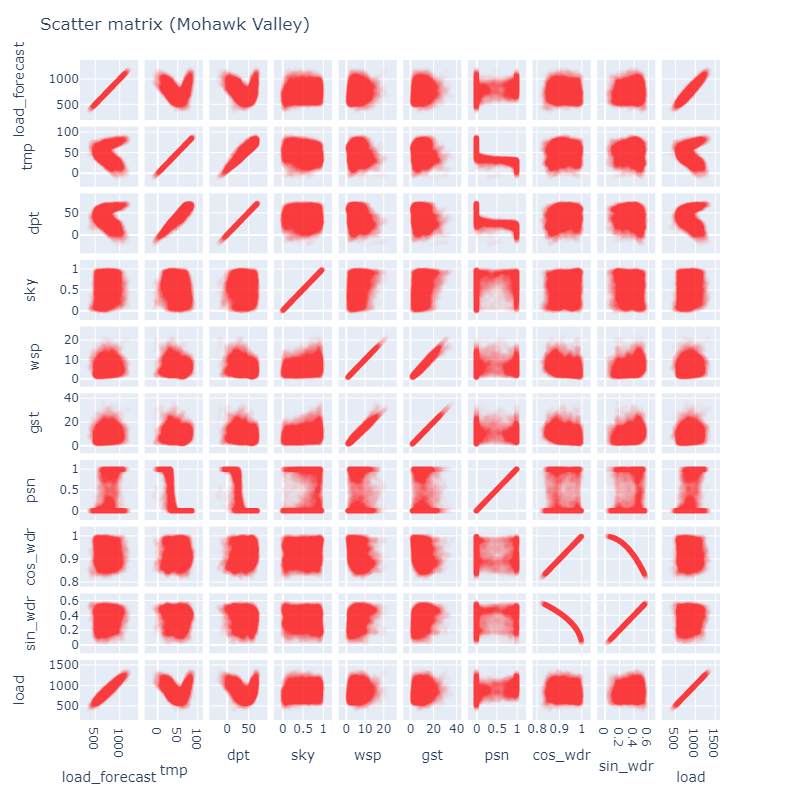 Scatter matrix (Mohawk Valley)
load_forecast
1000
500
tmp
100
50
0
dpt
50
0
sky
1
0.5
0
wsp
20
10
0
gst
40
20
0
psn
1
0.5
0
cos_wdr
1
0.9
0.8
sin_wdr
0.6
0.4
0.2
0
load
1500
1000
500
500 1000 0 50 100 0 50 0 0.5 1 0 10 20 0 20 40 0 0.5 1 0.8 0.9 1 0 0.2 0.4 0.6 500 1000 1500
load_forecast tmp dpt sky wsp gst psn cos_wdr sin_wdr load